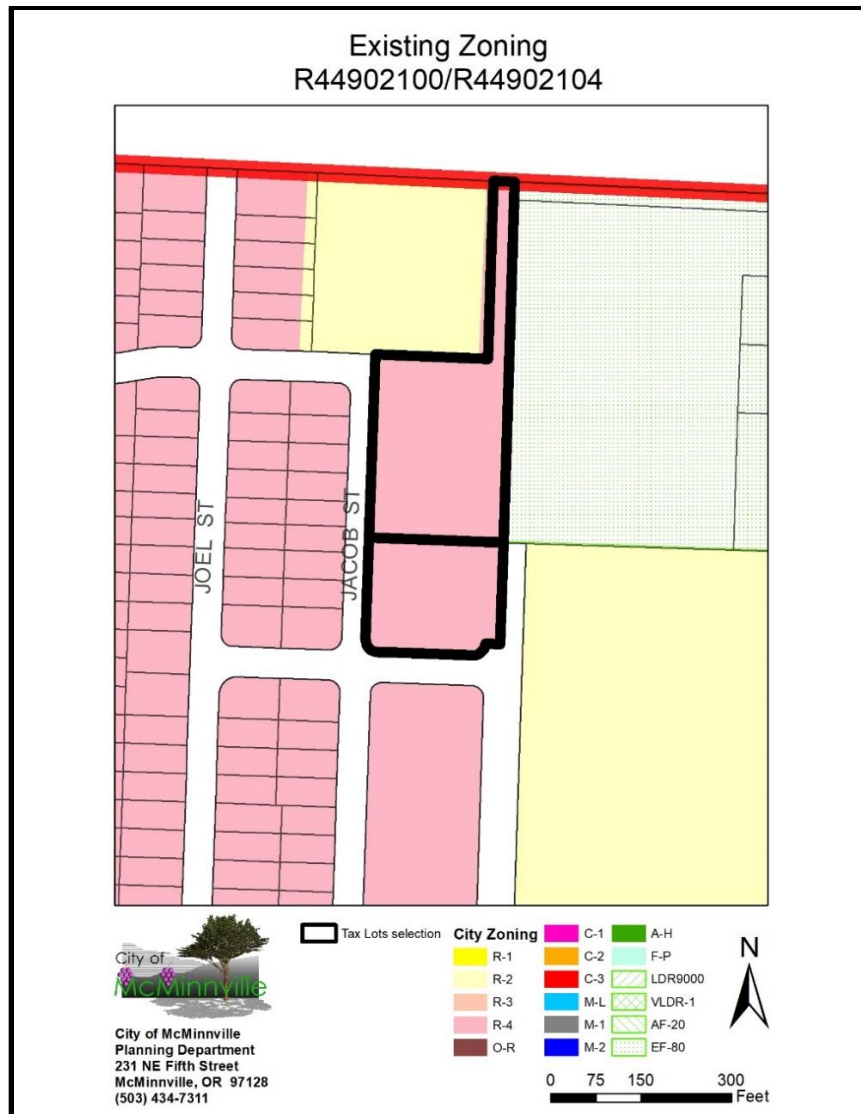 Existing Zoning
R44902100/R44902104
JOEL ST
JACOB ST
City of
McMinnville
City of McMinnville
Planning Department
231 NE Fifth Street
McMinnville, OR 97128
(503) 434-7311
Tax Lots selection
City Zoning
R-1
R-2
R-3
R-4
O-R
C-1
C-2
C-3
M-L
M-1
M-2
A-H
F-P
LDR9000
VLDR-1
AF-20
EF-80
N
0 75 150 300
Feet